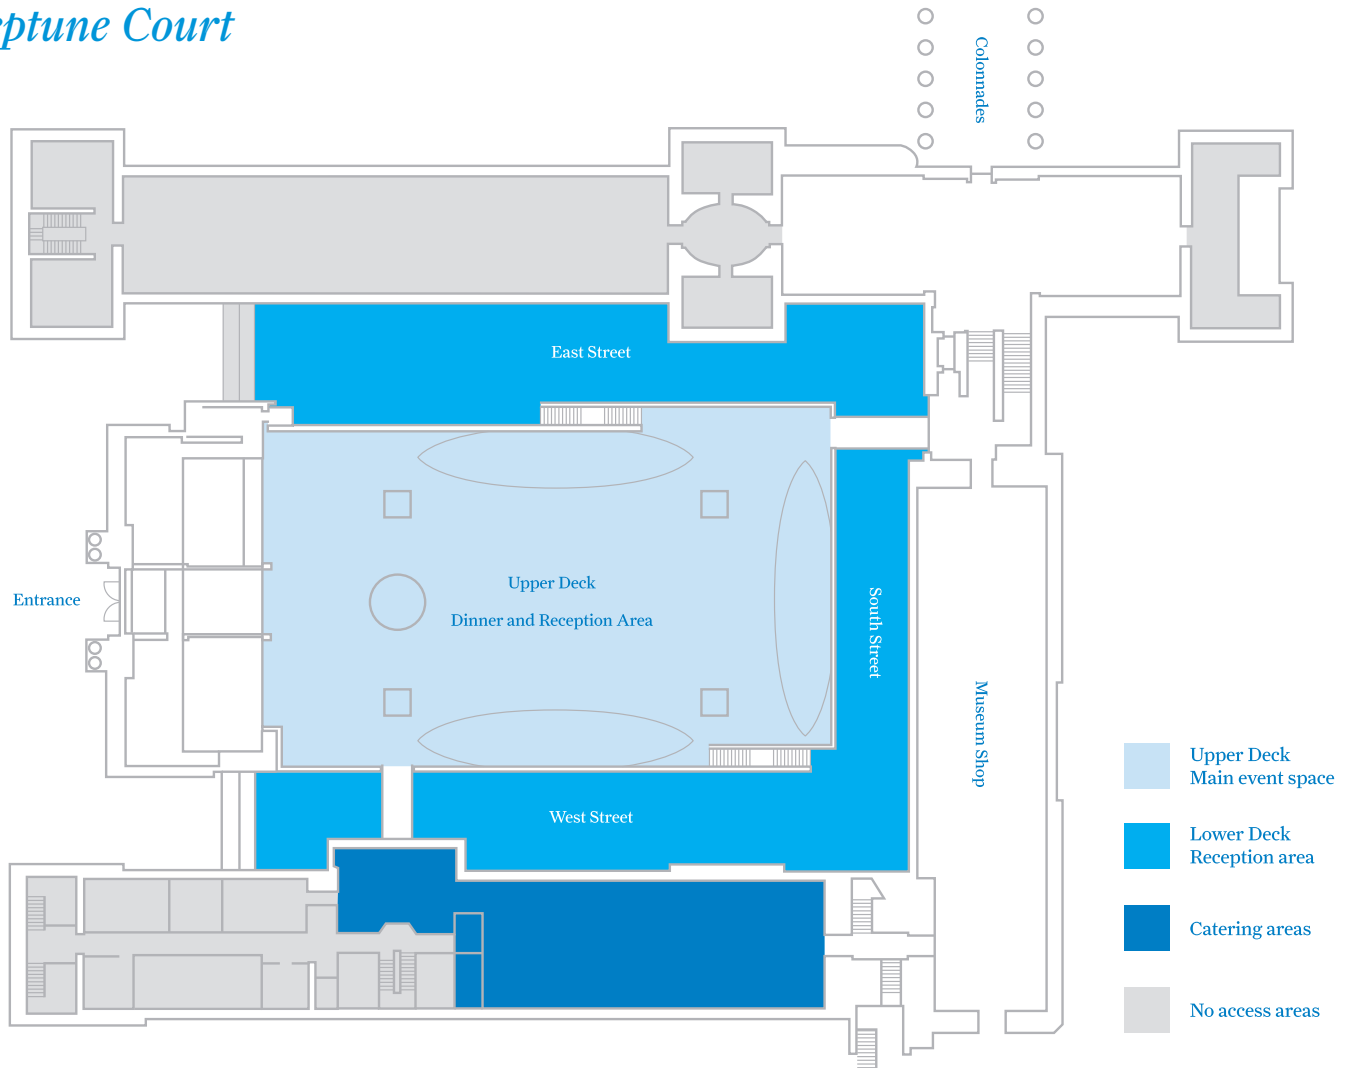 eptune Court
Colonnades
East Street
Upper Deck
Dinner and Reception Area
Entrance
South Street
Museum Shop
West Street
Upper Deck
Main event space
Lower Deck
Reception area
Catering areas
No access areas